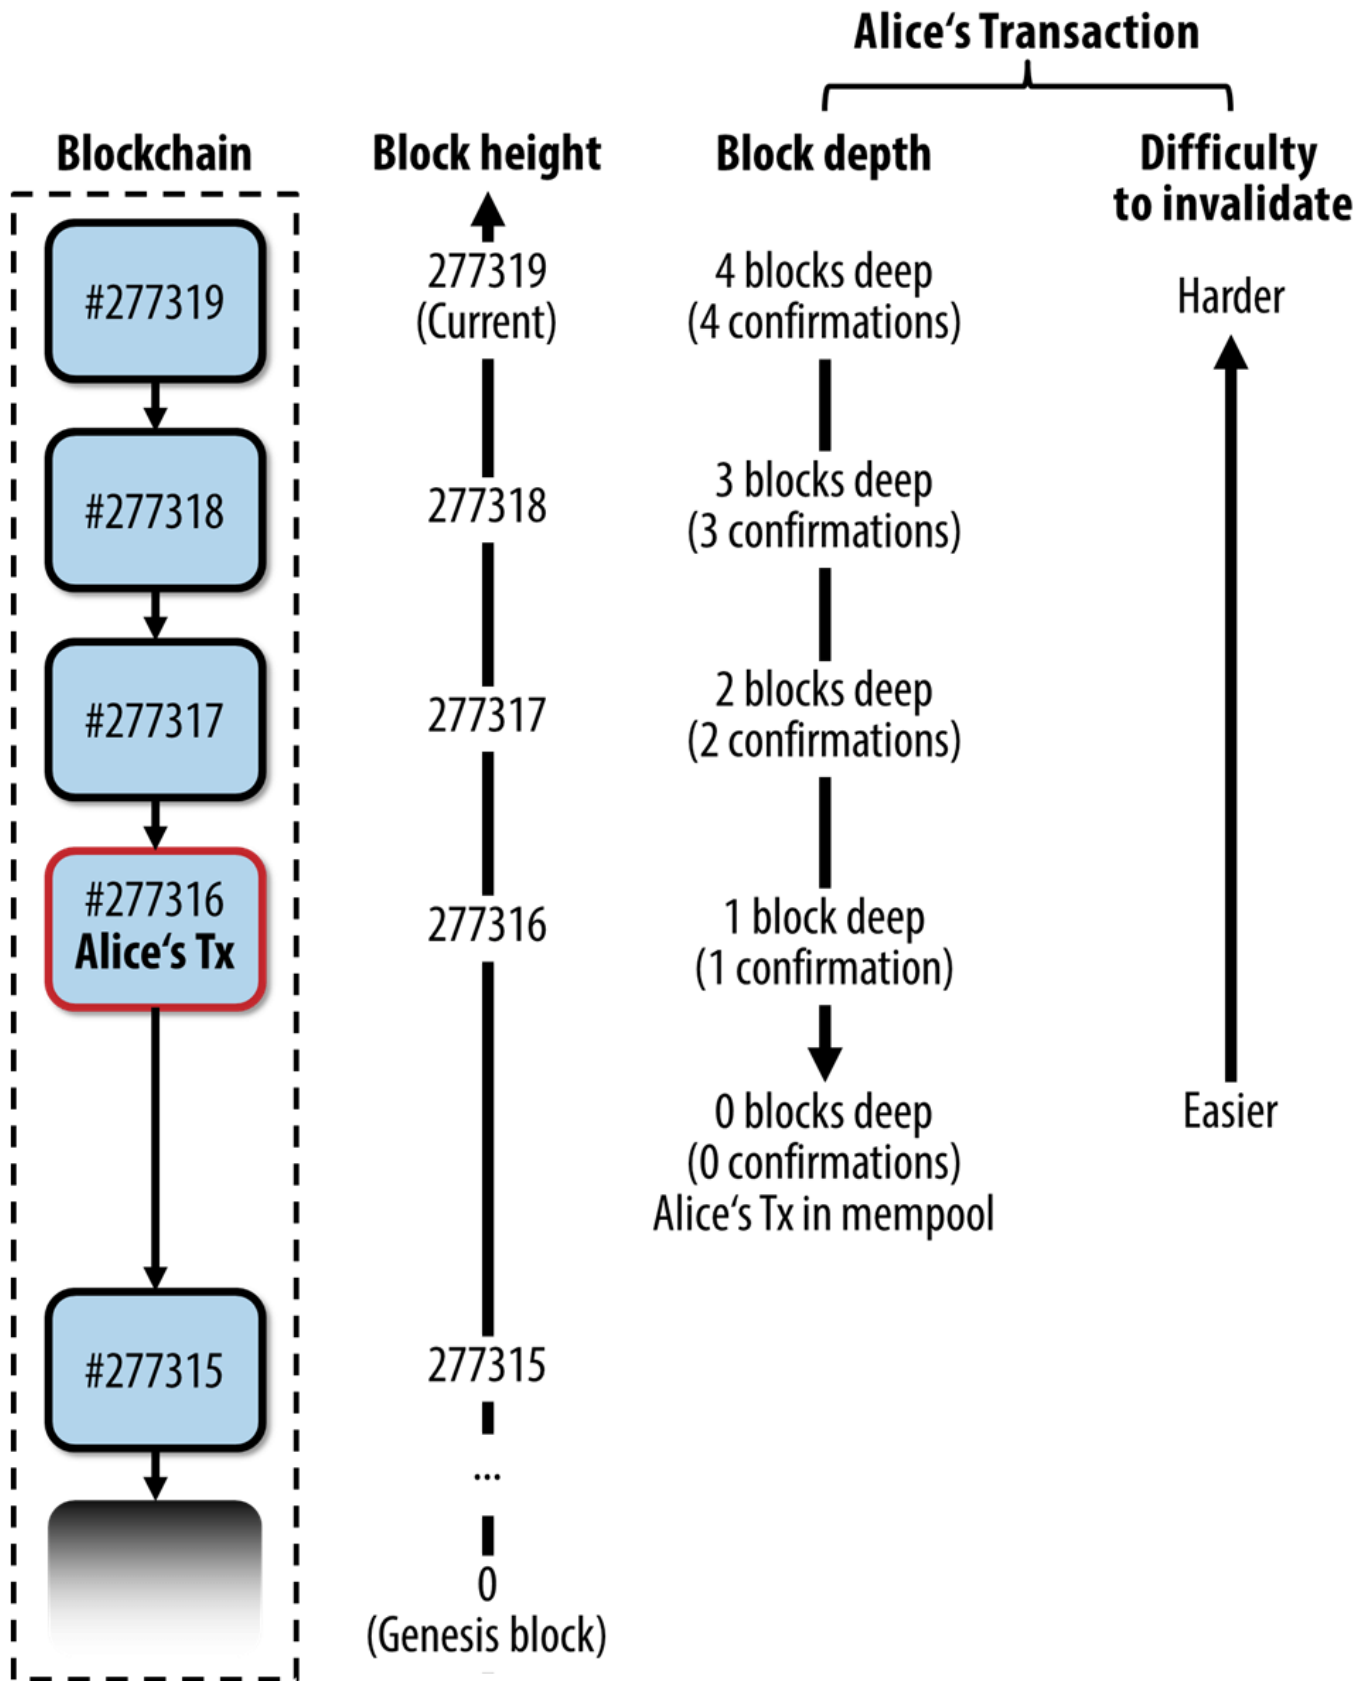 Alice‘s Transaction
Blockchain
Block height
Block depth
Difficulty
to invalidate
#277319
277319
(Current)
4 blocks deep
(4 confirmations)
Harder
#277318
277318
3 blocks deep
(3 confirmations)
#277317
277317
2 blocks deep
(2 confirmations)
#277316
Alice‘s Tx
277316
1 block deep
(1 confirmation)
0 blocks deep
(0 confirmations)
Alice‘s Tx in mempool
Easier
#277315
277315
...
0
(Genesis block)